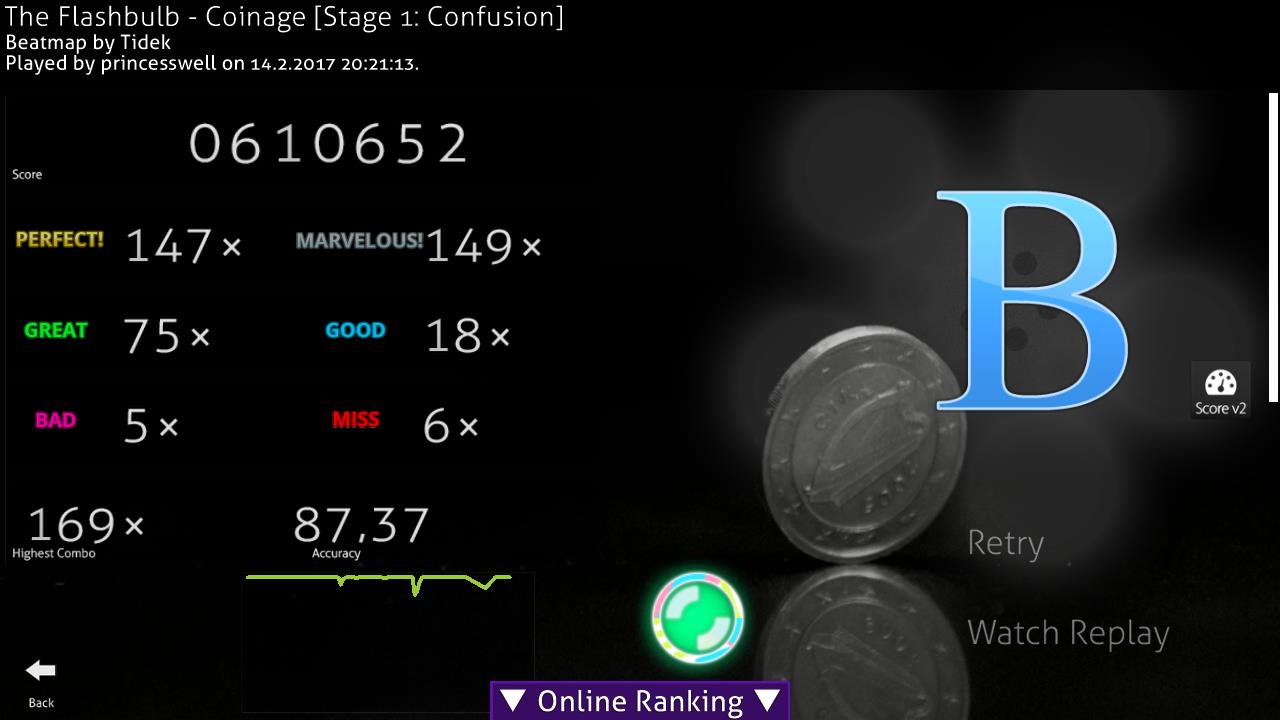 The Flashbulb - Coinage [Stage 1: Confusion]
Beatmap by Tidek
Played by princesswell on 14.2.2017 20:21:13.
0610652
Score
PERFECT! 147× MARVELOUS! 149×
GREAT 75× GOOD 18×
BAD 5× MISS 6×
169× 87,37
Highest Combo Accuracy
B
Score v2
Retry
Watch Replay
Back
▼ Online Ranking ▼